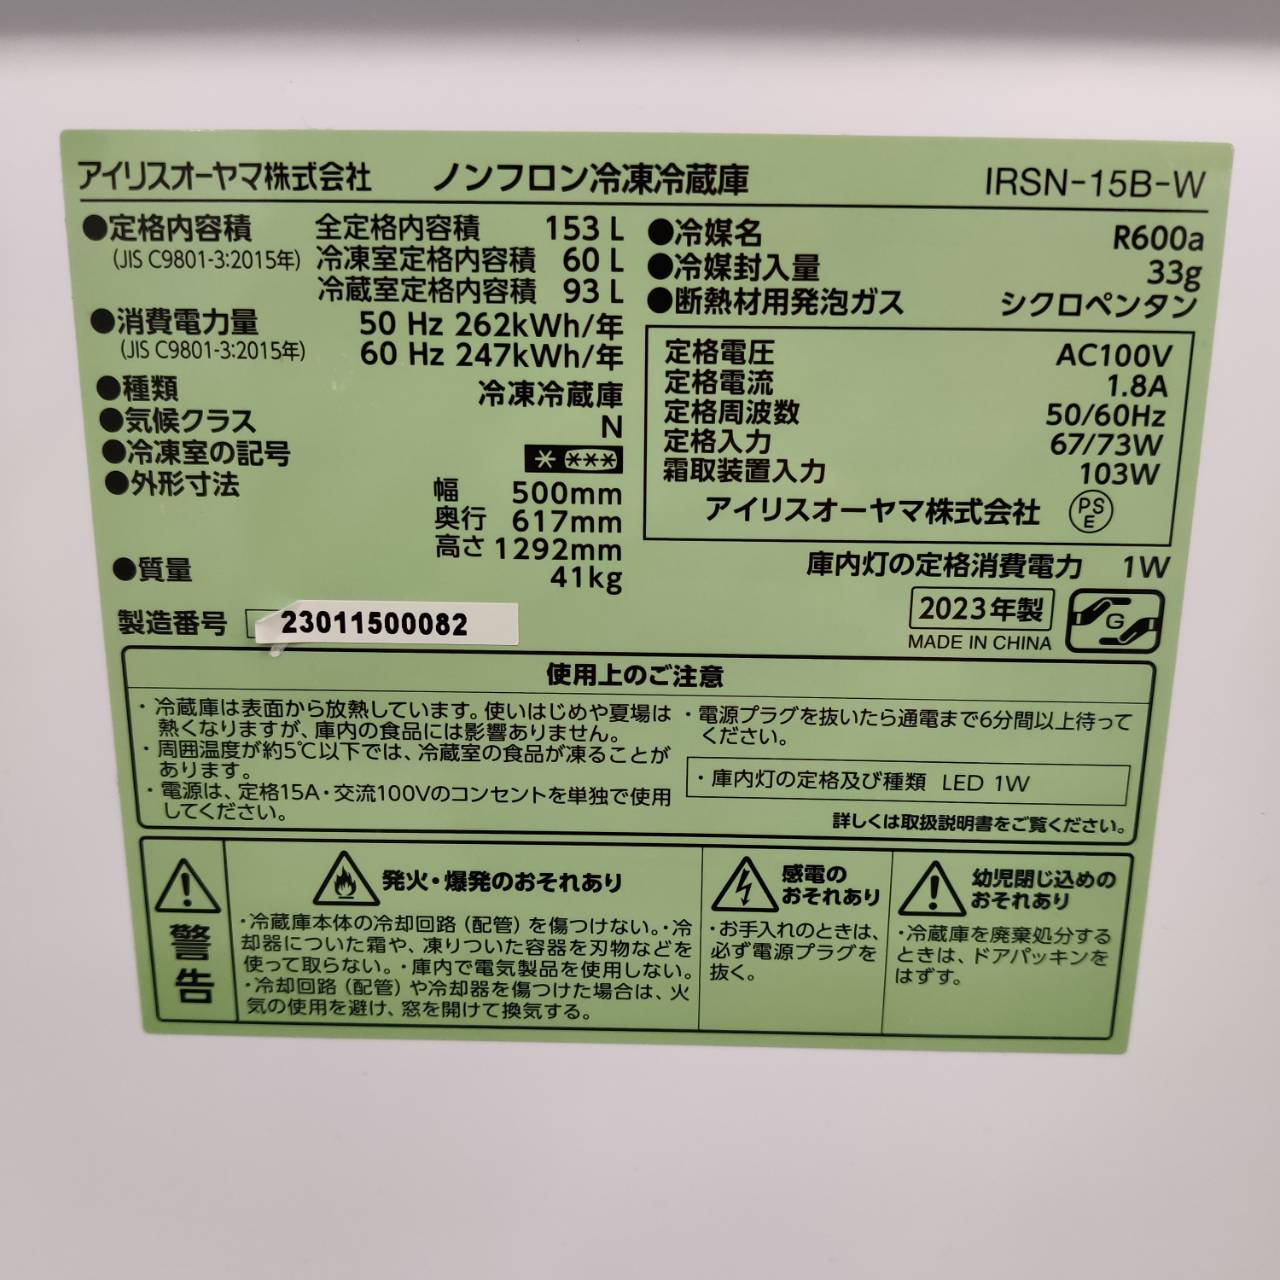 アイリスオーヤマ株式会社 ノンフロン冷凍冷蔵庫 IRSN-15B-W
●定格内容積 全定格内容積 153 L
(JIS C9801-3:2015年) 冷凍室定格内容積 60 L
冷蔵室定格内容積 93 L
●消費電力量 50 Hz 262kWh/年
(JIS C9801-3:2015年) 60 Hz 247kWh/年
●種類 冷凍冷蔵庫
●気候クラス N
●冷凍室の記号 * ***
●外形寸法 幅 500mm
奥行 617mm
高さ 1292mm
●質量 41kg
製造番号 23011500082
●冷媒名 R600a
●冷媒封入量 33g
●断熱材用発泡ガス シクロペンタン
定格電圧 AC100V
定格電流 1.8A
定格周波数 50/60Hz
定格入力 67/73W
霜取装置入力 103W
アイリスオーヤマ株式会社 PSE
庫内灯の定格消費電力 1W
2023年製
MADE IN CHINA
G
使用上のご注意
・冷蔵庫は表面から放熱しています。使いはじめや夏場は
熱くなりますが、庫内の食品には影響ありません。
・周囲温度が約5℃以下では、冷蔵室の食品が凍ることが
あります。
・電源は、定格15A・交流100Vのコンセントを単独で使用
してください。
・電源プラグを抜いたら通電まで6分間以上待って
ください。
・庫内灯の定格及び種類 LED 1W
詳しくは取扱説明書をご覧ください。
警告
発火・爆発のおそれあり
・冷蔵庫本体の冷却回路（配管）を傷つけない。・冷
却器についた霜や、凍りついた容器を刃物などを
使って取らない。・庫内で電気製品を使用しない。
・冷却回路（配管）や冷却器を傷つけた場合は、火
気の使用を避け、窓を開けて換気する。
感電の
おそれあり
・お手入れのときは、
必ず電源プラグを
抜く。
幼児閉じ込めの
おそれあり
・冷蔵庫を廃棄処分する
ときは、ドアパッキンを
はずす。